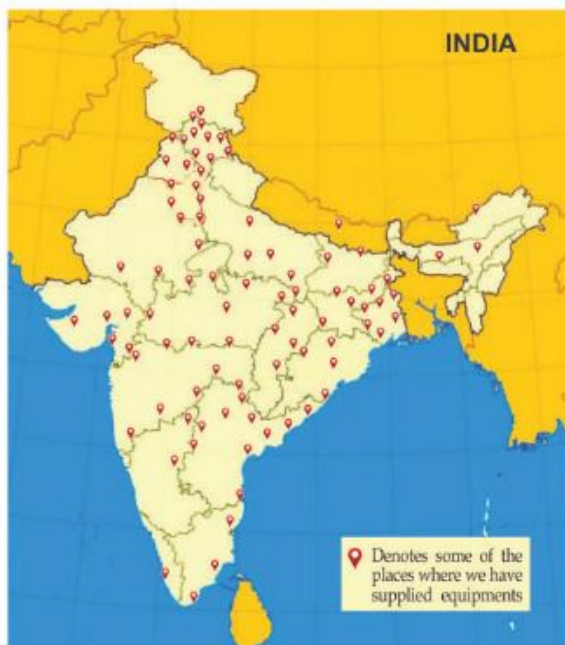 INDIA
Denotes some of the
places where we have
supplied equipments